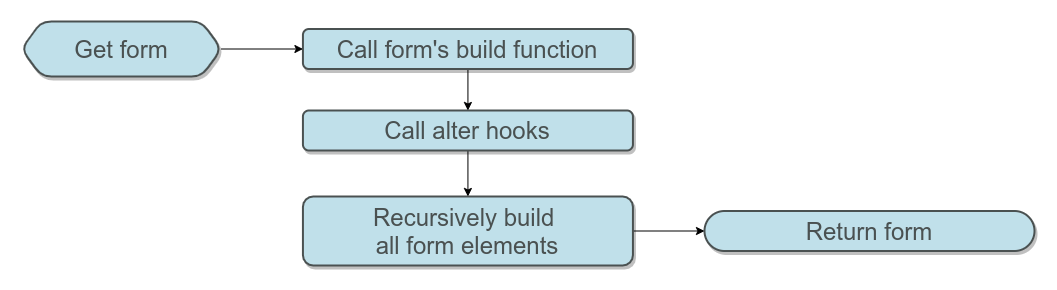 Get form
Call form's build function
Call alter hooks
Recursively build
all form elements
Return form